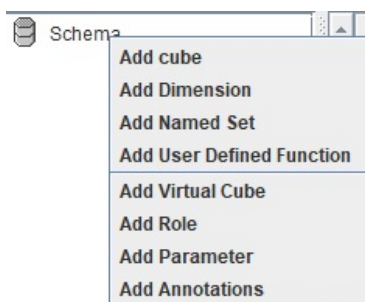 Schema
Add cube
Add Dimension
Add Named Set
Add User Defined Function
Add Virtual Cube
Add Role
Add Parameter
Add Annotations